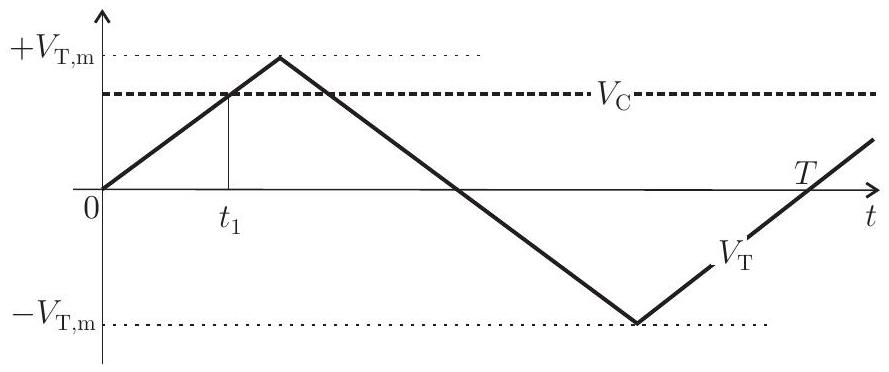 +V_T,m
V_C
T
0
t_1
t
V_T
−V_T,m